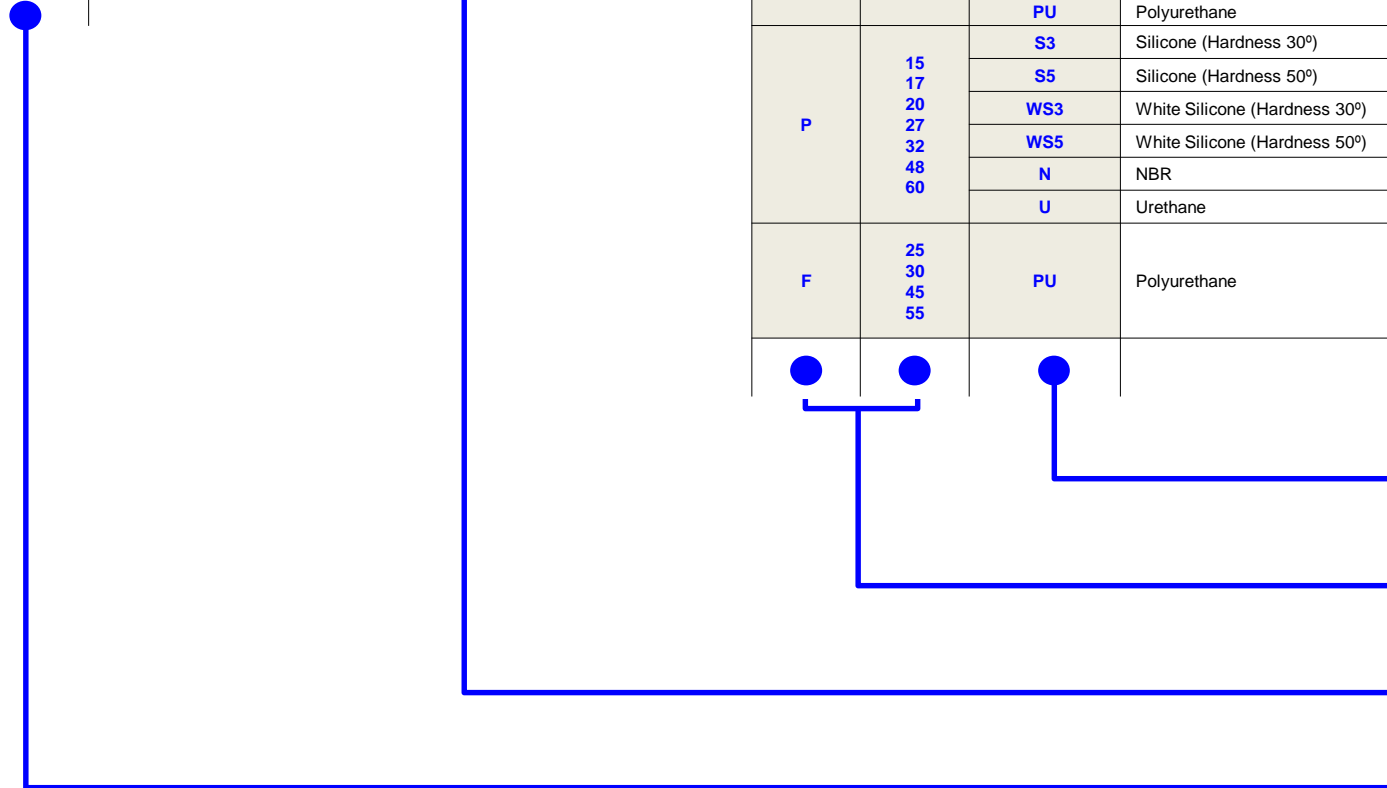 PU Polyurethane
P
15
17
20
27
32
48
60
S3 Silicone (Hardness 30º)
S5 Silicone (Hardness 50º)
WS3 White Silicone (Hardness 30º)
WS5 White Silicone (Hardness 50º)
N NBR
U Urethane
F
25
30
45
55
PU Polyurethane